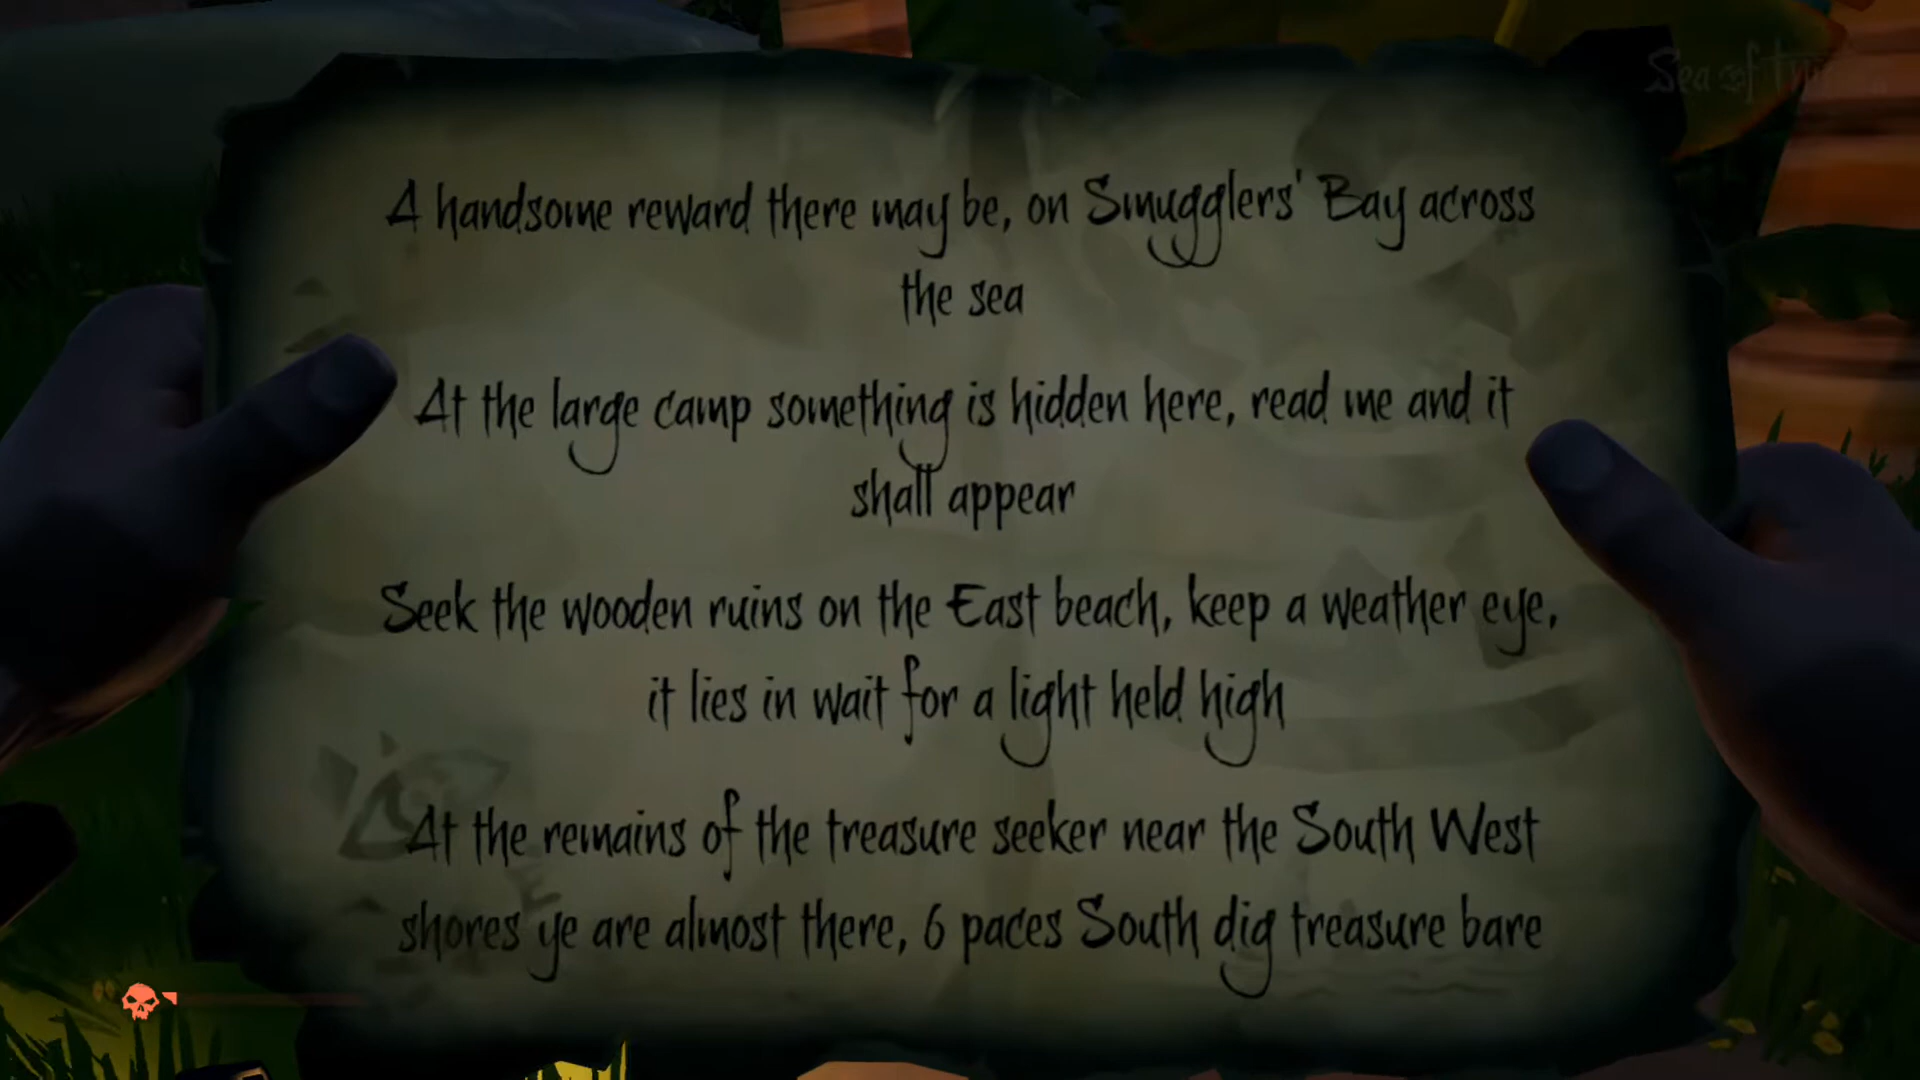 A handsome reward there may be, on Smugglers' Bay across
the sea
At the large camp something is hidden here, read me and it
shall appear
Seek the wooden ruins on the East beach, keep a weather eye,
it lies in wait for a light held high
At the remains of the treasure seeker near the South West
shores ye are almost there, 6 paces South dig treasure bare
Sea of